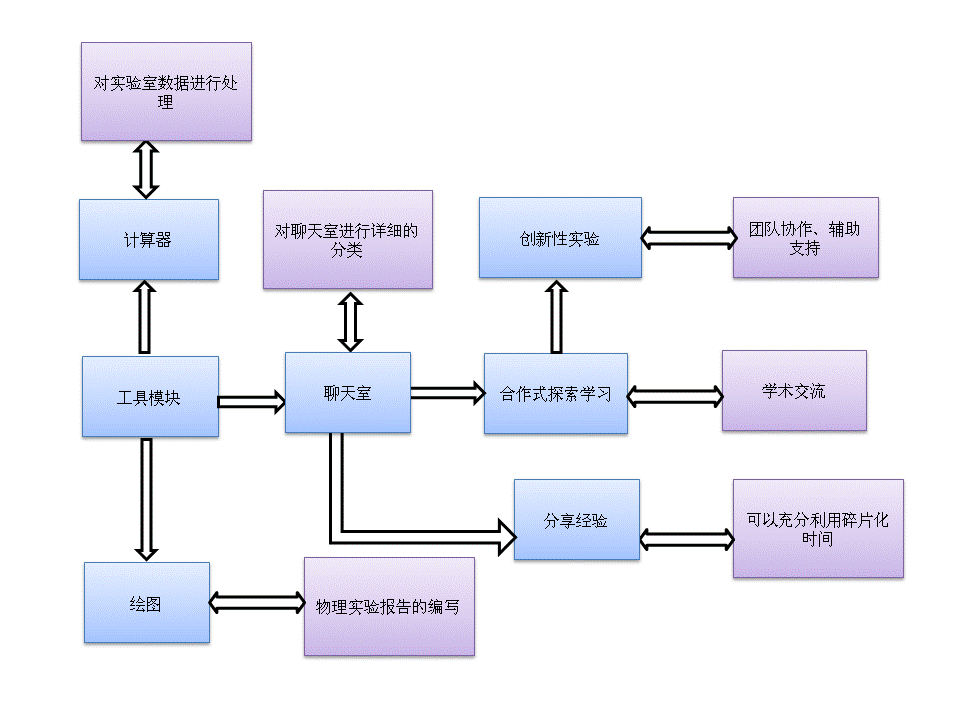 对实验室数据进行处
理
计算器
对聊天室进行详细的
分类
创新性实验
团队协作、辅助
支持
工具模块
聊天室
合作式探索学习
学术交流
分享经验
可以充分利用碎片化
时间
绘图
物理实验报告的编写